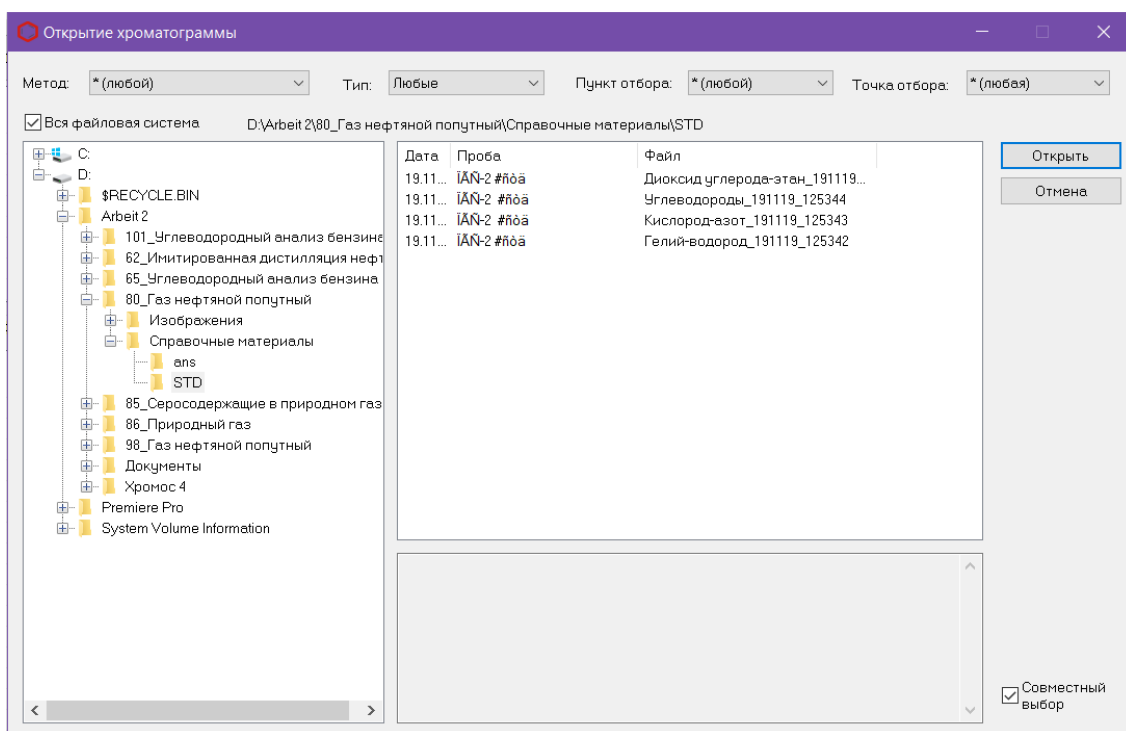 Открытие хроматограммы
Метод: * (любой) Тип: Любые Пункт отбора: * (любой) Точка отбора: * (любая)
Вся файловая система D:\Arbeit 2\80_Газ нефтяной попутный\Справочные материалы\STD
C:
D:
$RECYCLE.BIN
Arbeit 2
101_Углеводородный анализ бензина
62_Имитированная дистилляция нефт
65_Углеводородный анализ бензина
80_Газ нефтяной попутный
Изображения
Справочные материалы
ans
STD
85_Серосодержащие в природном газ
86_Природный газ
98_Газ нефтяной попутный
Документы
Хромос 4
Premiere Pro
System Volume Information
Дата Проба Файл
19.11... ÏÃÑ-2 #ñòä Диоксид углерода-этан_191119...
19.11... ÏÃÑ-2 #ñòä Углеводороды_191119_125344
19.11... ÏÃÑ-2 #ñòä Кислород-азот_191119_125343
19.11... ÏÃÑ-2 #ñòä Гелий-водород_191119_125342
Открыть
Отмена
Совместный
выбор